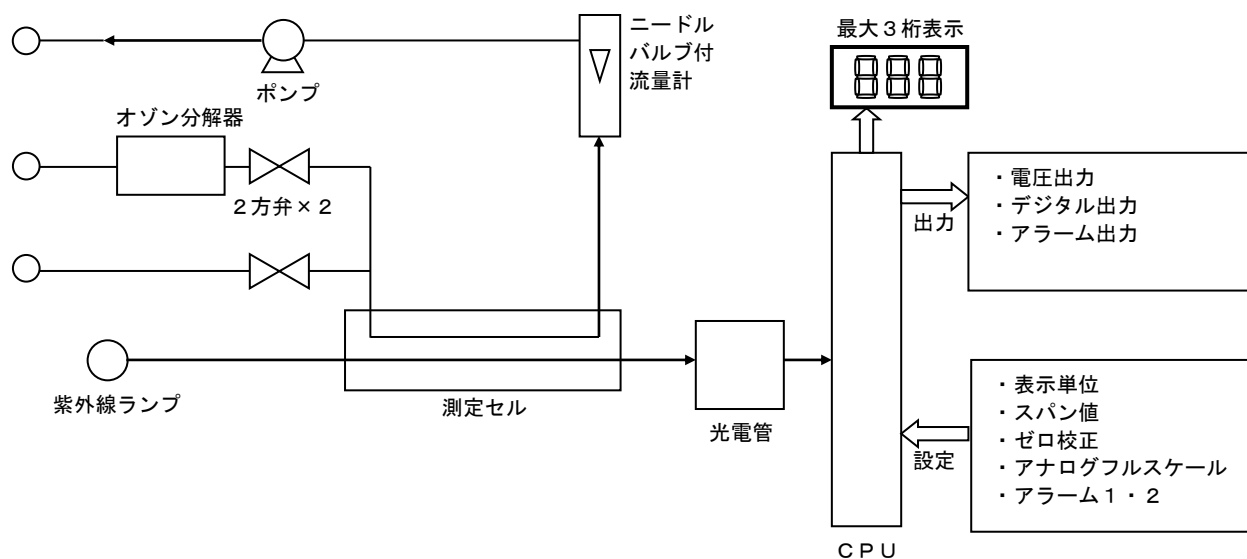 ニードル
バルブ付
流量計
ポンプ
最大３桁表示
オゾン分解器
２方弁×２
・電圧出力
・デジタル出力
・アラーム出力
出力
紫外線ランプ
測定セル
光電管
・表示単位
・スパン値
・ゼロ校正
・アナログフルスケール
・アラーム１・２
設定
ＣＰＵ